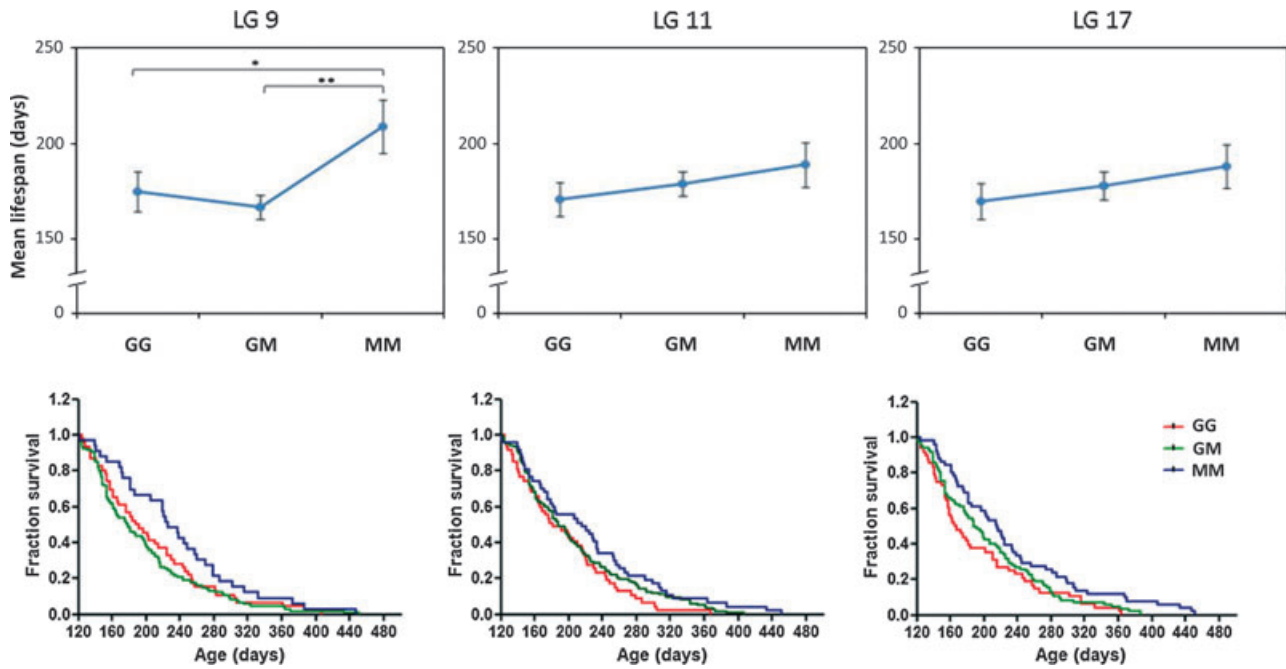 LG 9
LG 11
LG 17
Mean lifespan (days)
250
200
150
0
*
**
GG GM MM
250
200
150
0
GG GM MM
250
200
150
0
GG GM MM
Fraction survival
1.2
1.0
0.8
0.6
0.4
0.2
0.0
120 160 200 240 280 320 360 400 440 480
Age (days)
Fraction survival
1.2
1.0
0.8
0.6
0.4
0.2
0.0
120 160 200 240 280 320 360 400 440 480
Age (days)
Fraction survival
1.2
1.0
0.8
0.6
0.4
0.2
0.0
120 160 200 240 280 320 360 400 440 480
Age (days)
GG
GM
MM